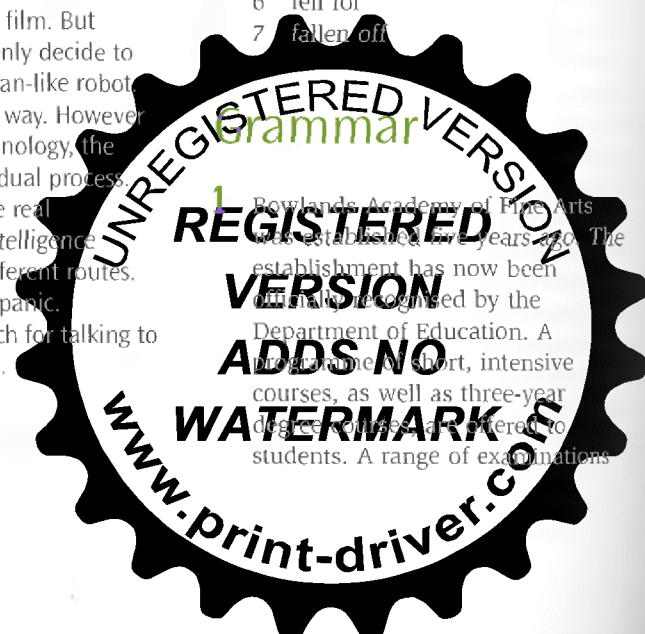 film. But
nly decide to
an-like robot
way. However
nology, the
dual process.
e real
telligence
ferent routes.
panic.
ch for talking to
6 fell for
7 fallen off
Grammar
1 Bowlands Academy of Fine Arts
was established five years ago. The
establishment has now been
officially recognised by the
Department of Education. A
programme of short, intensive
courses, as well as three-year
degree courses, are offered to
students. A range of examinations
UNREGISTERED VERSION
REGISTERED
VERSION
ADDS NO
WATERMARK
www.print-driver.com